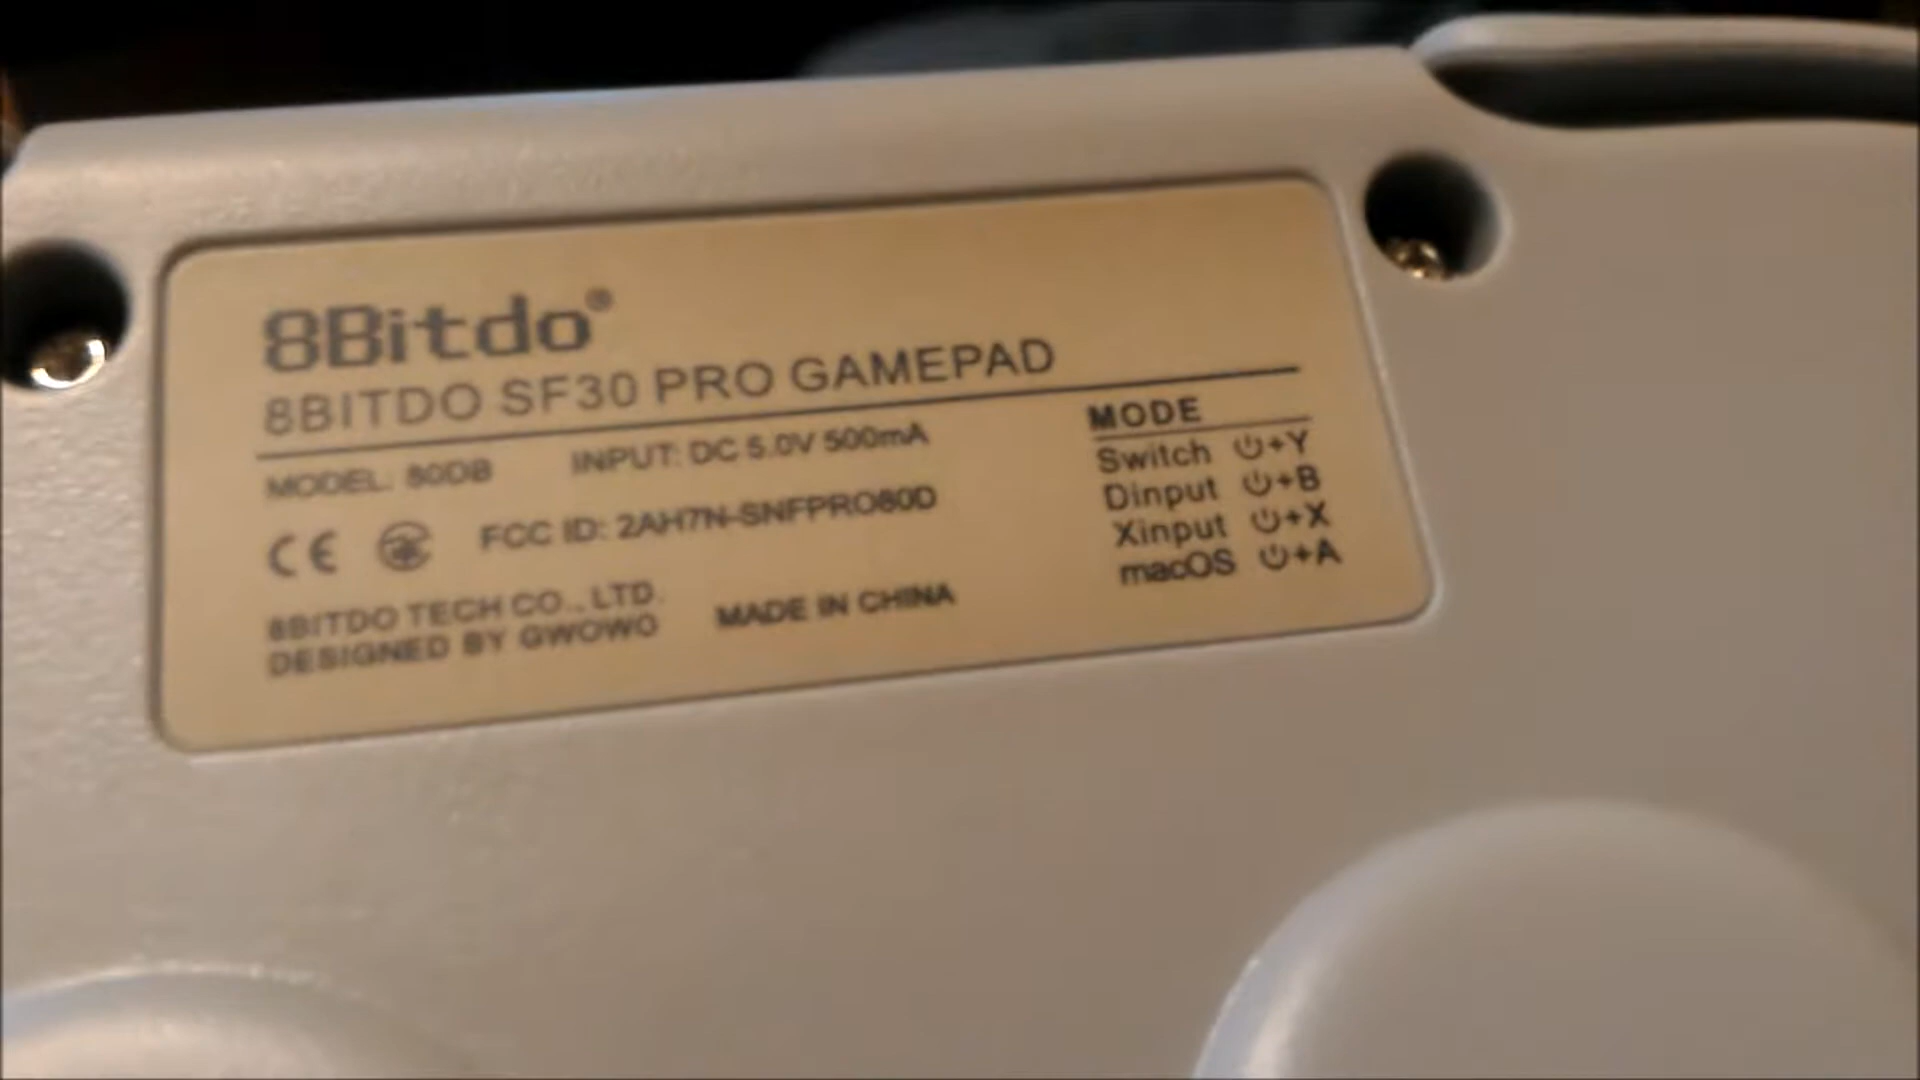 8Bitdo®
8BITDO SF30 PRO GAMEPAD
MODEL: 80DB INPUT: DC 5.0V 500mA
CE FCC ID: 2AH7N-SNFPRO80D
8BITDO TECH CO., LTD.
DESIGNED BY GWOWO
MADE IN CHINA
MODE
Switch ⏻+Y
Dinput ⏻+B
Xinput ⏻+X
macOS ⏻+A